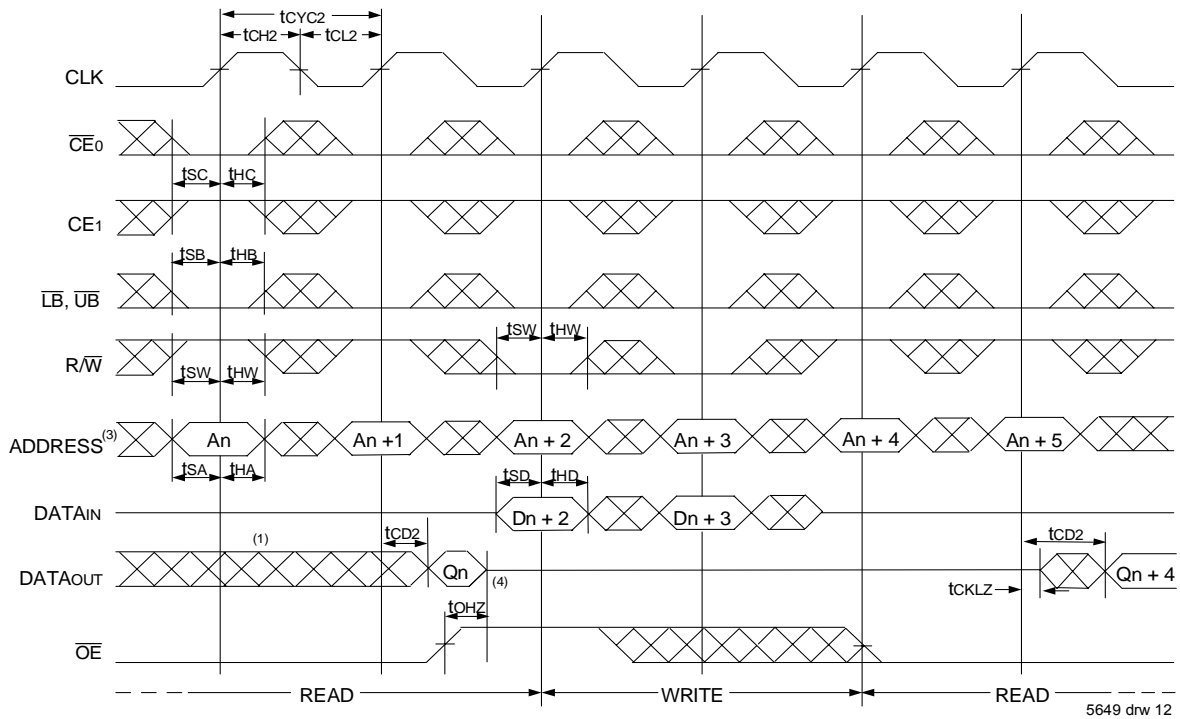 tCYC2
tCH2 tCL2
CLK
CE0
tSC tHC
CE1
tSB tHB
LB, UB
tSW tHW
R/W
tSW tHW
ADDRESS(3) An An +1 An + 2 An + 3 An + 4 An + 5
tSA tHA
tSD tHD
DATAIN Dn + 2 Dn + 3
(1) tCD2 tCD2
DATAOUT Qn (4) Qn + 4
tCKLZ
tOHZ
OE
READ WRITE READ
5649 drw 12